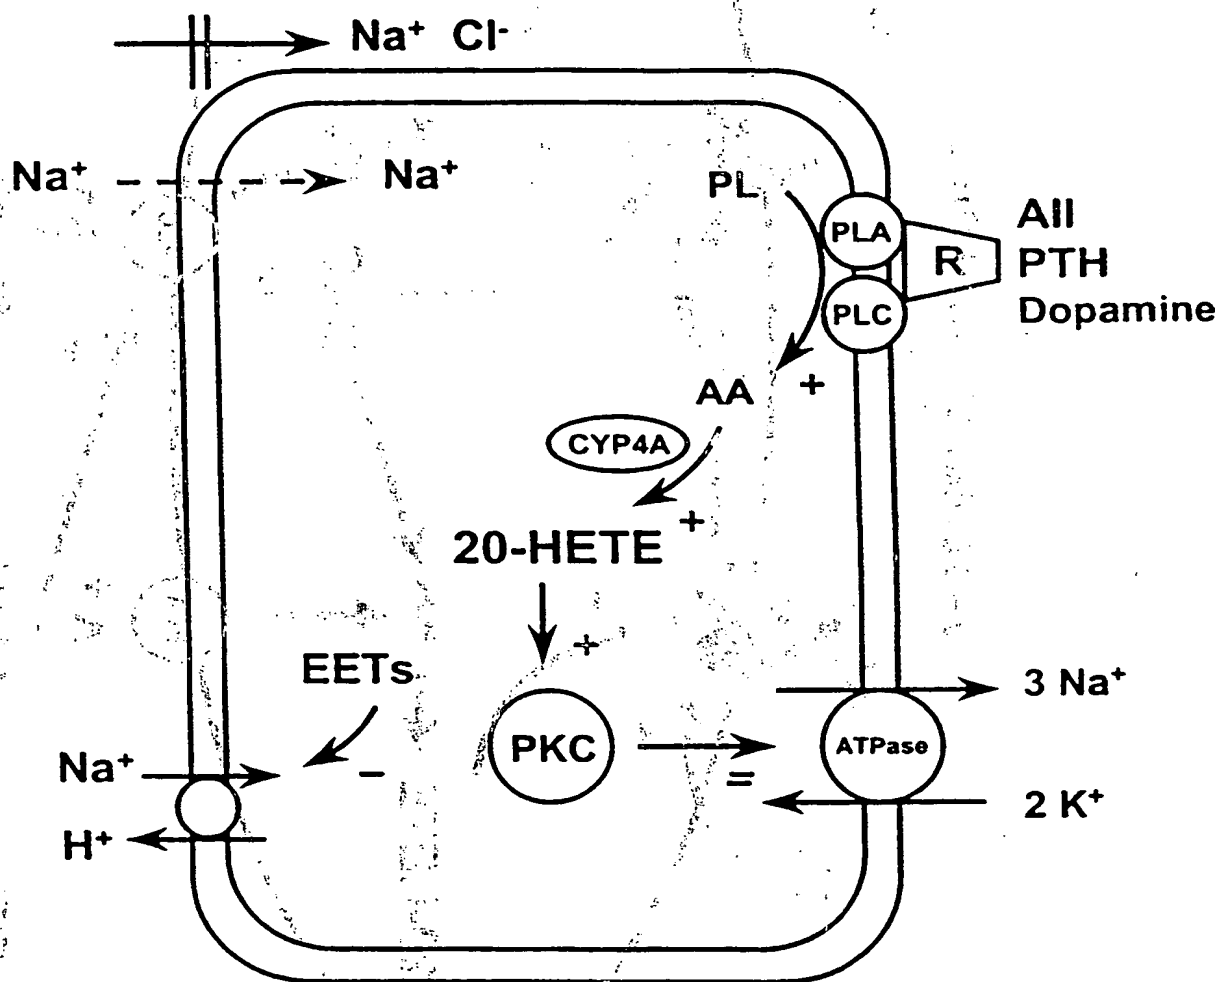 Na⁺ Cl⁻
Na⁺ Na⁺
PL
PLA
PLC
R
AII
PTH
Dopamine
AA +
CYP4A
20-HETE +
+
EETs
−
PKC
=
ATPase
3 Na⁺
2 K⁺
Na⁺
H⁺